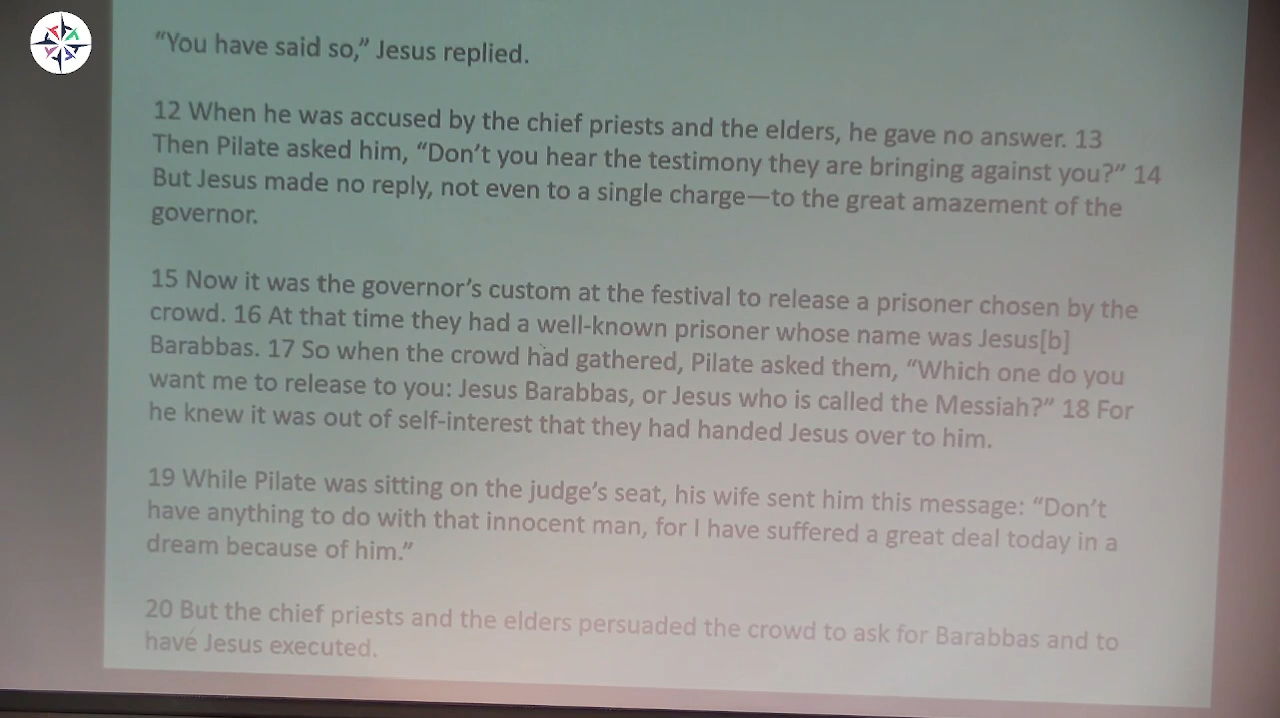 “You have said so,” Jesus replied.
12 When he was accused by the chief priests and the elders, he gave no answer. 13
Then Pilate asked him, “Don’t you hear the testimony they are bringing against you?” 14
But Jesus made no reply, not even to a single charge—to the great amazement of the
governor.
15 Now it was the governor’s custom at the festival to release a prisoner chosen by the
crowd. 16 At that time they had a well-known prisoner whose name was Jesus[b]
Barabbas. 17 So when the crowd had gathered, Pilate asked them, “Which one do you
want me to release to you: Jesus Barabbas, or Jesus who is called the Messiah?” 18 For
he knew it was out of self-interest that they had handed Jesus over to him.
19 While Pilate was sitting on the judge’s seat, his wife sent him this message: “Don’t
have anything to do with that innocent man, for I have suffered a great deal today in a
dream because of him.”
20 But the chief priests and the elders persuaded the crowd to ask for Barabbas and to
have Jesus executed.